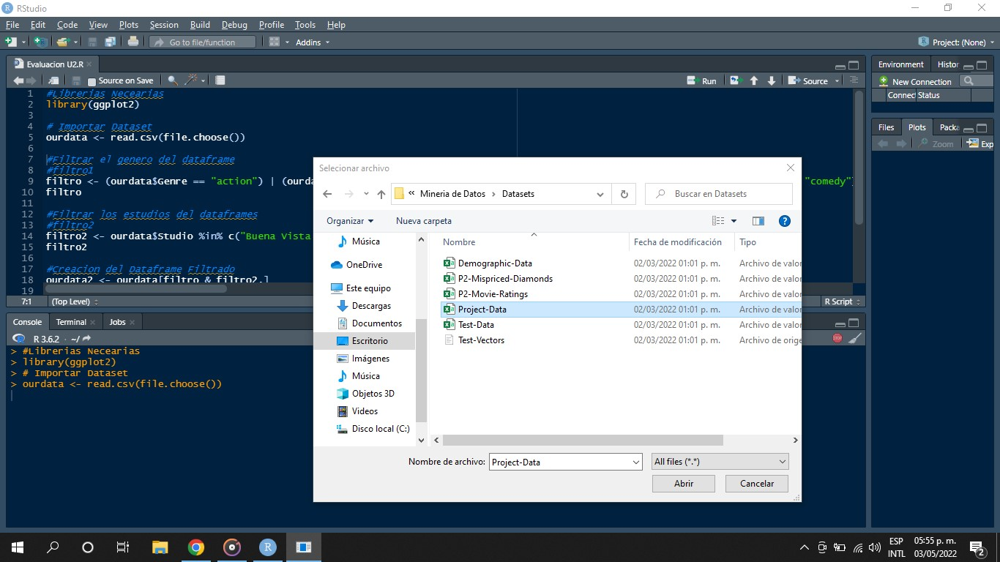 RStudio
File Edit Code View Plots Session Build Debug Profile Tools Help
Go to file/function Addins Project: (None)
Evaluacion U2.R
Source on Save Run Source
1 #Librerias Necearias
2 library(ggplot2)
3
4 # Importar Dataset
5 ourdata <- read.csv(file.choose())
6
7 #Filtrar el genero del dataframe
8 #filtro1
9 filtro <- (ourdata$Genre == "action") | (ourda "comedy")
10 filtro
11
12 #Filtrar los estudios del dataframes
13 #filtro2
14 filtro2 <- ourdata$Studio %in% c("Buena Vista
15 filtro2
16
17 #Creacion del Dataframe Filtrado
18 ourdata2 <- ourdata[filtro & filtro2,]
19
7:1 (Top Level) R Script
Console Terminal Jobs
R 3.6.2 · ~/
STOP
> #Librerias Necearias
> library(ggplot2)
> # Importar Dataset
> ourdata <- read.csv(file.choose())
Environment Histor
New Connection
Connec Status
Files Plots Packa
Zoom Exp
Selecionar archivo
« Mineria de Datos › Datasets
Buscar en Datasets
Organizar Nueva carpeta
Música
OneDrive
Este equipo
Descargas
Documentos
Escritorio
Imágenes
Música
Objetos 3D
Videos
Disco local (C:)
Nombre Fecha de modificación Tipo
Demographic-Data 02/03/2022 01:01 p. m. Archivo de valor
P2-Mispriced-Diamonds 02/03/2022 01:01 p. m. Archivo de valor
P2-Movie-Ratings 02/03/2022 01:01 p. m. Archivo de valor
Project-Data 02/03/2022 01:01 p. m. Archivo de valor
Test-Data 02/03/2022 01:01 p. m. Archivo de valor
Test-Vectors 02/03/2022 01:01 p. m. Archivo de orige
Nombre de archivo: Project-Data All files (*.*)
Abrir Cancelar
ESP
INTL
05:55 p. m.
03/05/2022
2